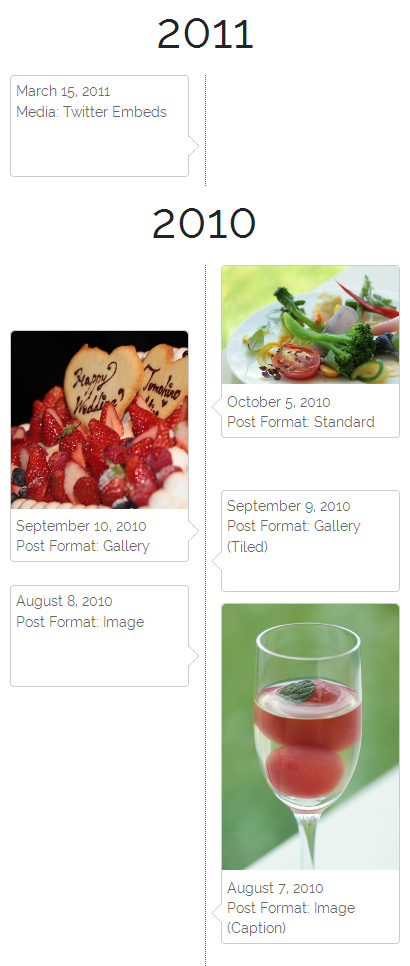 2011
March 15, 2011
Media: Twitter Embeds
2010
October 5, 2010
Post Format: Standard
Happy
Wedding?
Tomohiro
September 10, 2010
Post Format: Gallery
September 9, 2010
Post Format: Gallery
(Tiled)
August 8, 2010
Post Format: Image
August 7, 2010
Post Format: Image
(Caption)